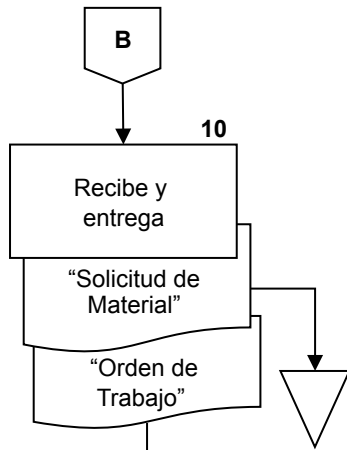 B
10
Recibe y
entrega
“Solicitud de
Material”
“Orden de
Trabajo”